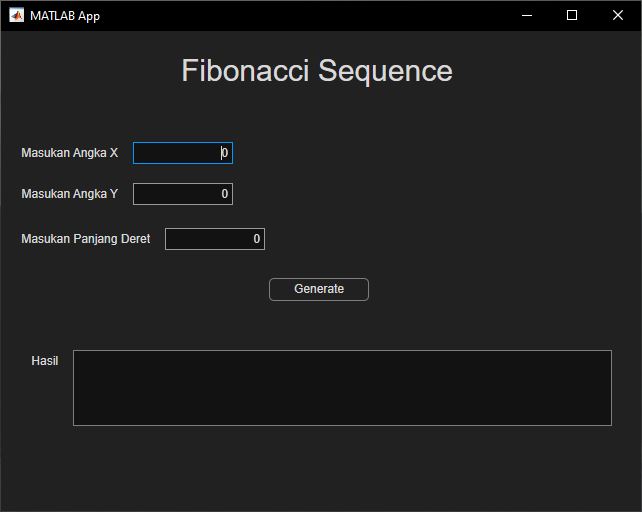 MATLAB App
Fibonacci Sequence
Masukan Angka X 0
Masukan Angka Y 0
Masukan Panjang Deret 0
Generate
Hasil